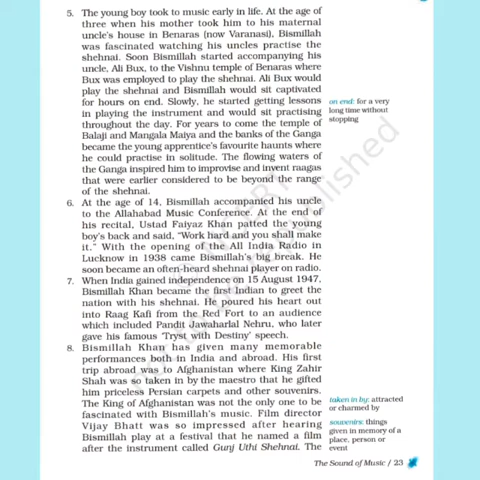 5. The young boy took to music early in life. At the age of
three when his mother took him to his maternal
uncle's house in Benaras (now Varanasi), Bismillah
was fascinated watching his uncles practise the
shehnai. Soon Bismillah started accompanying his
uncle, Ali Bux, to the Vishnu temple of Benaras where
Bux was employed to play the shehnai. Ali Bux would
play the shehnai and Bismillah would sit captivated
for hours on end. Slowly, he started getting lessons
in playing the instrument and would sit practising
throughout the day. For years to come the temple of
Balaji and Mangala Maiya and the banks of the Ganga
became the young apprentice's favourite haunts where
he could practise in solitude. The flowing waters of
the Ganga inspired him to improvise and invent raagas
that were earlier considered to be beyond the range
of the shehnai.
on end: for a very
long time without
stopping
6. At the age of 14, Bismillah accompanied his uncle
to the Allahabad Music Conference. At the end of
his recital, Ustad Faiyaz Khan patted the young
boy's back and said, "Work hard and you shall make
it." With the opening of the All India Radio in
Lucknow in 1938 came Bismillah's big break. He
soon became an often-heard shehnai player on radio.
7. When India gained independence on 15 August 1947,
Bismillah Khan became the first Indian to greet the
nation with his shehnai. He poured his heart out
into Raag Kafi from the Red Fort to an audience
which included Pandit Jawaharlal Nehru, who later
gave his famous 'Tryst with Destiny' speech.
8. Bismillah Khan has given many memorable
performances both in India and abroad. His first
trip abroad was to Afghanistan where King Zahir
Shah was so taken in by the maestro that he gifted
him priceless Persian carpets and other souvenirs.
The King of Afghanistan was not the only one to be
fascinated with Bismillah's music. Film director
Vijay Bhatt was so impressed after hearing
Bismillah play at a festival that he named a film
after the instrument called Gunj Uthi Shehnai. The
taken in by: attracted
or charmed by
souvenirs: things
given in memory of a
place, person or
event
The Sound of Music / 23